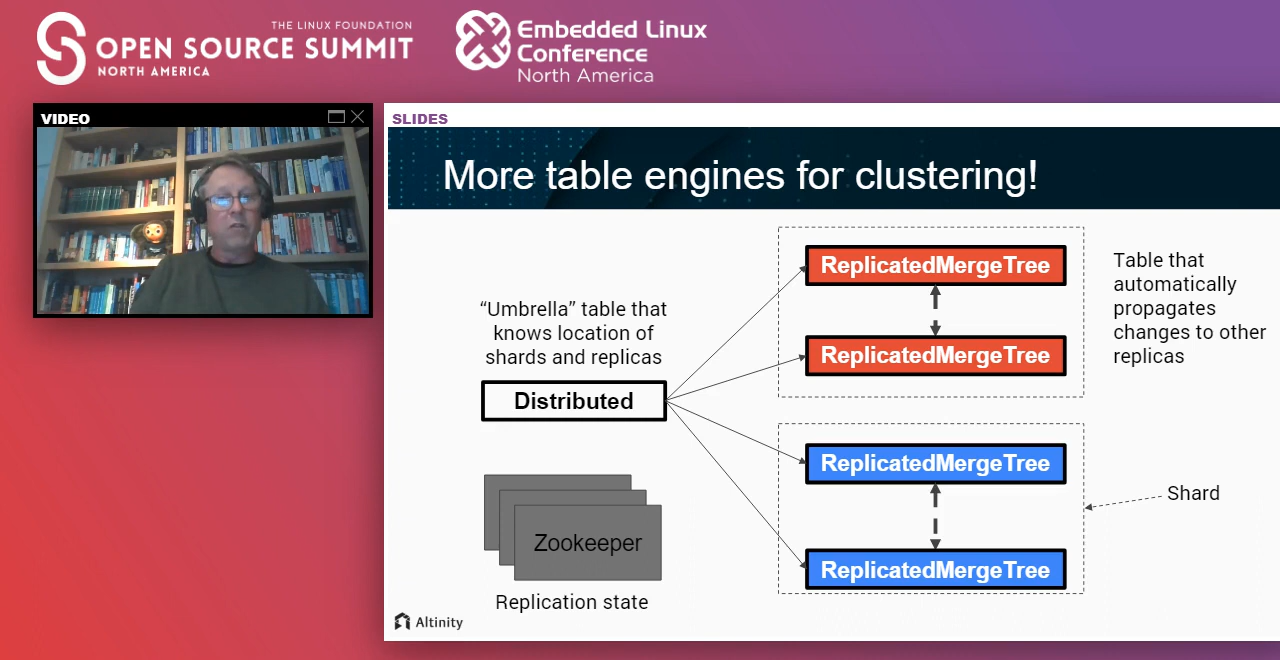 THE LINUX FOUNDATION
OPEN SOURCE SUMMIT
NORTH AMERICA
Embedded Linux
Conference
North America
VIDEO
SLIDES
More table engines for clustering!
“Umbrella” table that
knows location of
shards and replicas
Distributed
Zookeeper
Replication state
ReplicatedMergeTree
ReplicatedMergeTree
Table that
automatically
propagates
changes to other
replicas
ReplicatedMergeTree
ReplicatedMergeTree
Shard
Altinity